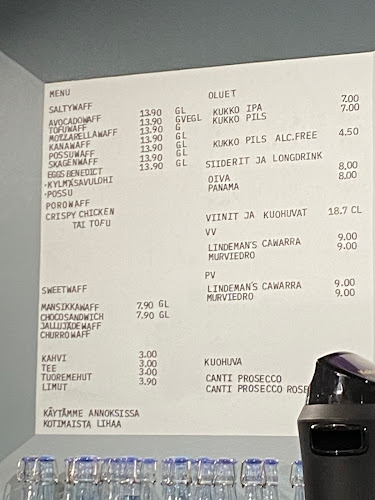 MENU
SALTYWAFF
AVOCADOWAFF 13.90 GL
TOFUWAFF 13.90 GVEGL
MOZZARELLAWAFF 13.90 G
KANAWAFF 13.90 GL
POSSUWAFF 13.90 GL
SKAGENWAFF 13.90 GL
EGGS BENEDICT
·KYLMÄSAVULOHI
·POSSU
POROWAFF
CRISPY CHICKEN
TAI TOFU
SWEETWAFF
MANSIKKAWAFF 7.90 GL
CHOCOSANDWICH 7.90 GL
JALLUJÄDEWAFF
CHURROWAFF
KAHVI 3.00
TEE 3.00
TUOREMEHUT 3.00
LIMUT 3.90
KÄYTÄMME ANNOKSISSA
KOTIMAISTA LIHAA
OLUET
KUKKO IPA 7.00
KUKKO PILS 7.00
KUKKO PILS ALC.FREE 4.50
SIIDERIT JA LONGDRINK
OIVA 8,00
PANAMA 8,00
VIINIT JA KUOHUVAT 18.7 CL
VV
LINDEMAN'S CAWARRA 9.00
MURVIEDRO 9.00
PV
LINDEMAN'S CAWARRA 9.00
MURVIEDRO 9.00
KUOHUVA
CANTI PROSECCO
CANTI PROSECCO